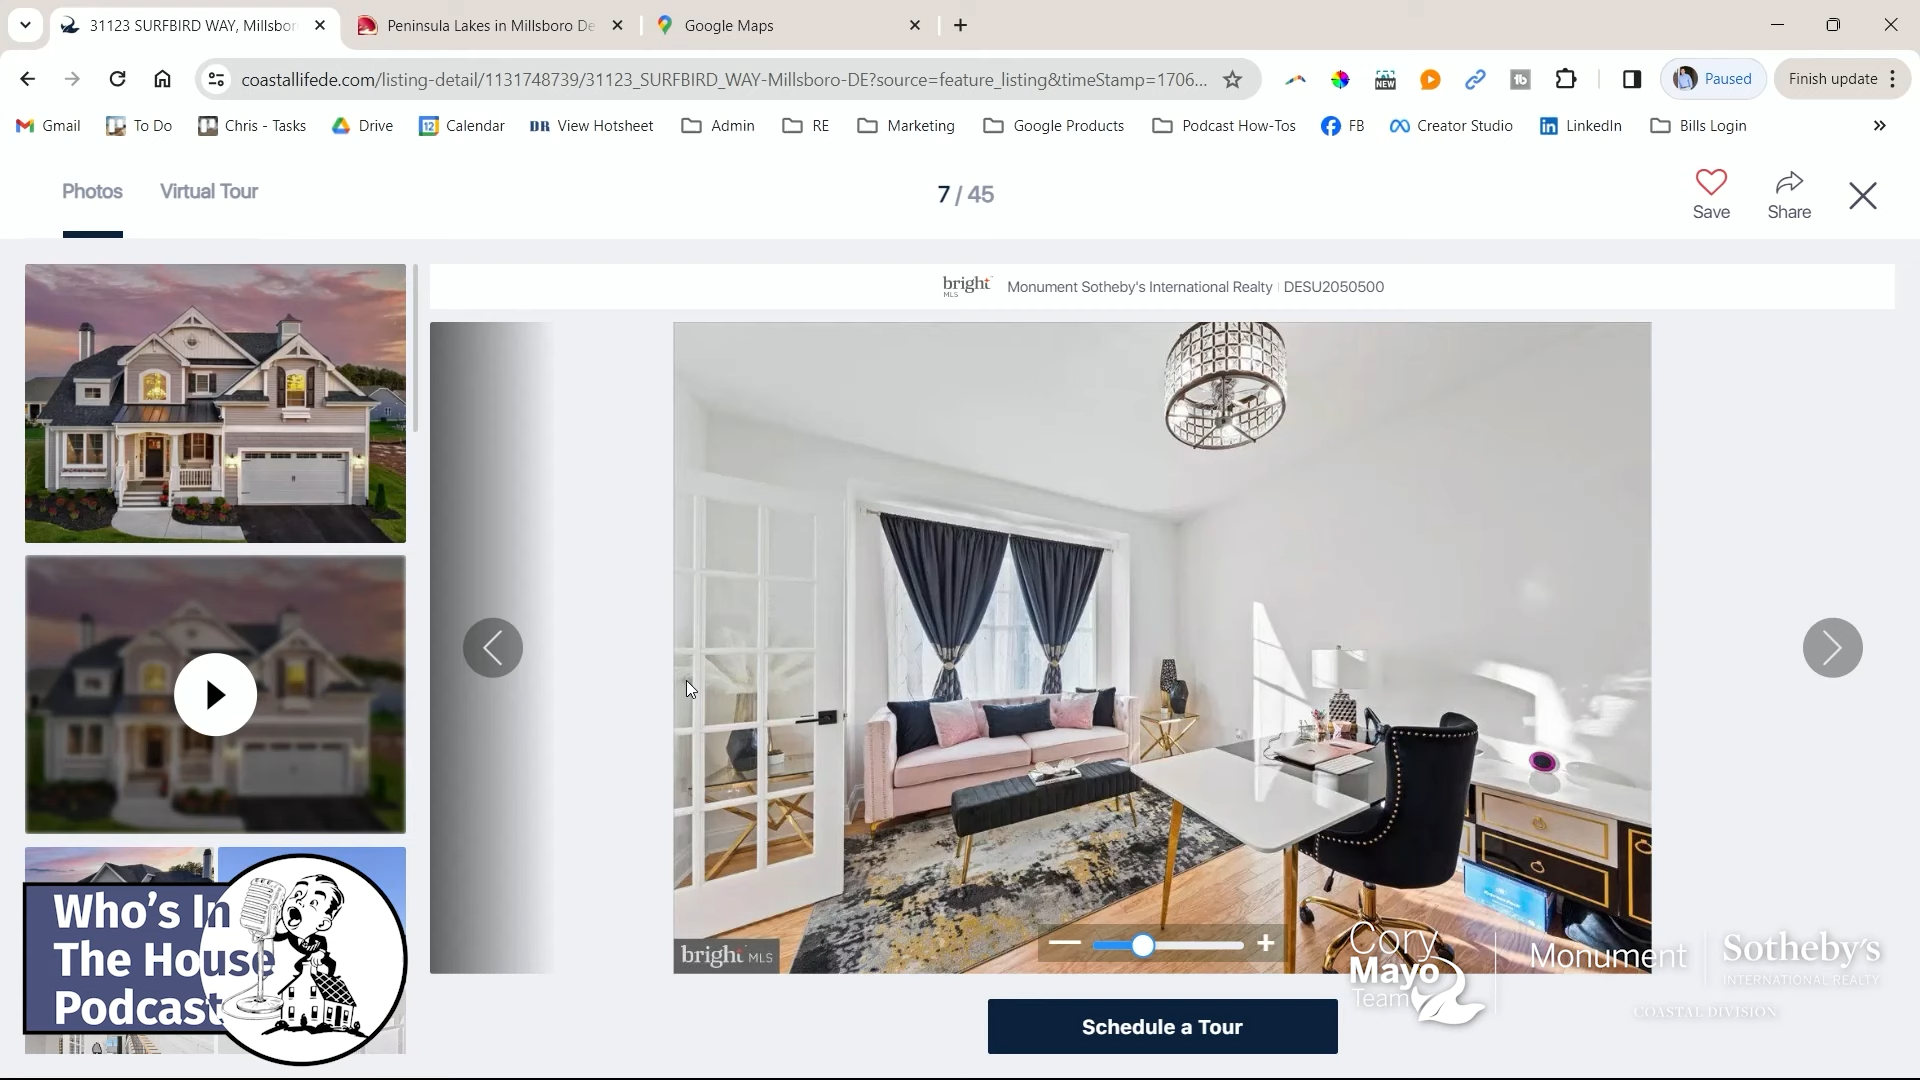 31123 SURFBIRD WAY, Millsbor
Peninsula Lakes in Millsboro De
Google Maps
coastallifede.com/listing-detail/1131748739/31123_SURFBIRD_WAY-Millsboro-DE?source=feature_listing&timeStamp=1706...
NEW
Paused
Finish update
Gmail
To Do
Chris - Tasks
Drive
12
Calendar
DR
View Hotsheet
Admin
RE
Marketing
Google Products
Podcast How-Tos
FB
Creator Studio
LinkedIn
Bills Login
Photos
Virtual Tour
7 / 45
Save
Share
bright
MLS
Monument Sotheby's International Realty
DESU2050500
bright MLS
Who's In
The House
Podcast
Cory
Mayo
Team
Monument
Sotheby's
INTERNATIONAL REALTY
COASTAL DIVISION
Schedule a Tour